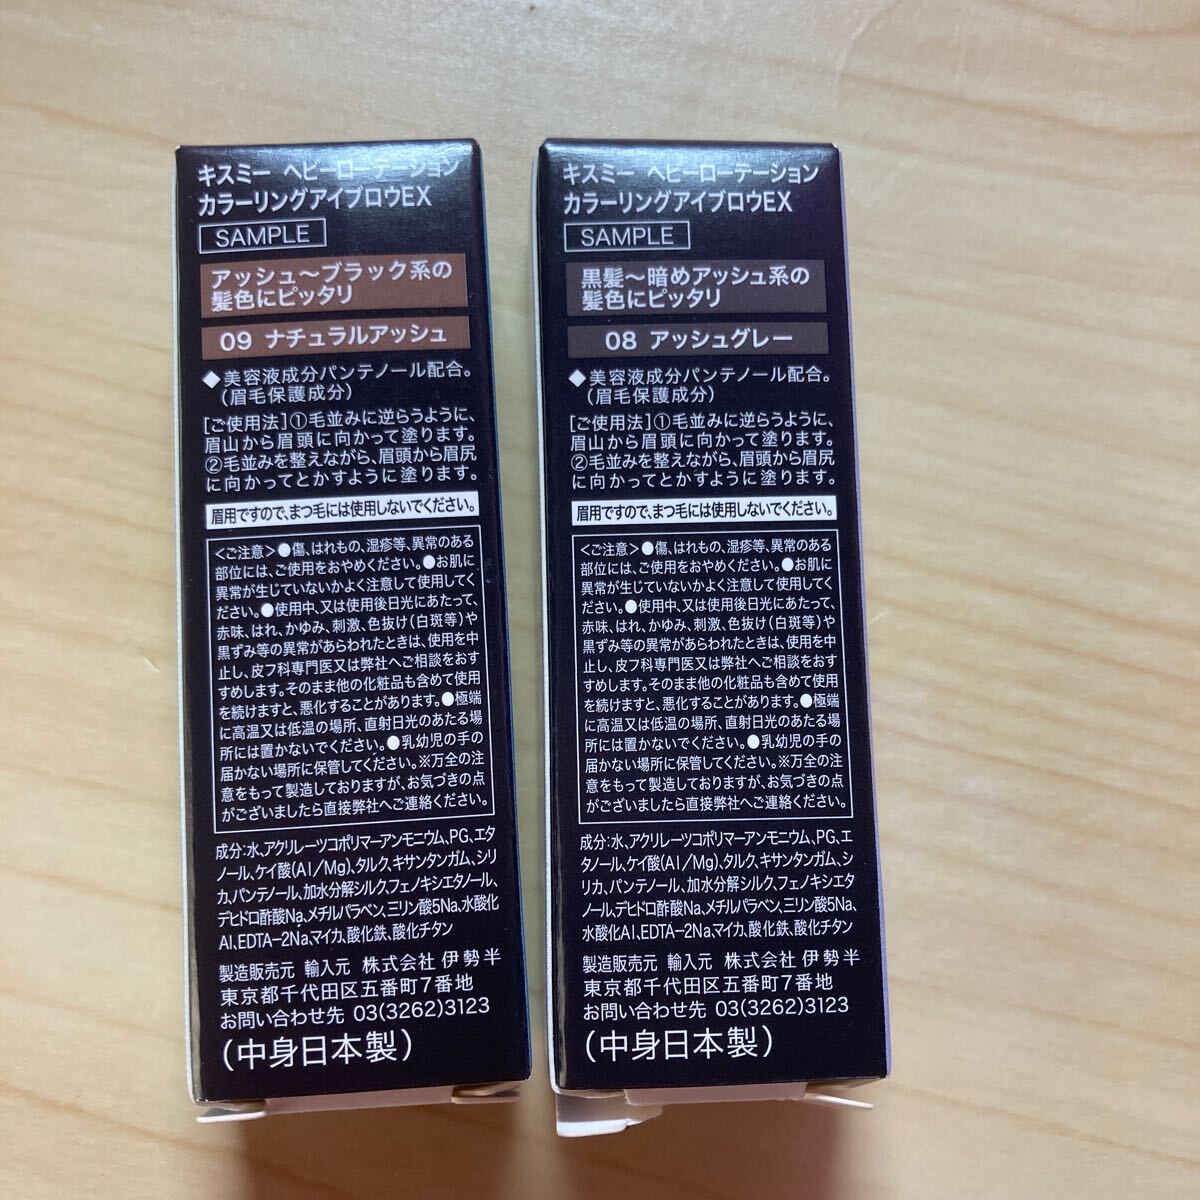 キスミー ヘビーローテーション
カラーリングアイブロウEX
SAMPLE
アッシュ〜ブラック系の
髪色にピッタリ
09 ナチュラルアッシュ
◆美容液成分パンテノール配合。
(眉毛保護成分)
[ご使用法]①毛並みに逆らうように、
眉山から眉頭に向かって塗ります。
②毛並みを整えながら、眉頭から眉尻
に向かってとかすように塗ります。
眉用ですので、まつ毛には使用しないでください。
<ご注意>●傷、はれもの、湿疹等、異常のある
部位には、ご使用をおやめください。●お肌に
異常が生じていないかよく注意して使用してく
ださい。●使用中、又は使用後日光にあたって、
赤味、はれ、かゆみ、刺激、色抜け(白斑等)や
黒ずみ等の異常があらわれたときは、使用を中
止し、皮フ科専門医又は弊社へご相談をおす
すめします。そのまま他の化粧品も含めて使用
を続けますと、悪化することがあります。●極端
に高温又は低温の場所、直射日光のあたる場
所には置かないでください。●乳幼児の手の
届かない場所に保管してください。※万全の注
意をもって製造しておりますが、お気づきの点
がございましたら直接弊社へご連絡ください。
成分:水、アクリレーツコポリマーアンモニウム、PG、エタ
ノール、ケイ酸(Al/Mg)、タルク、キサンタンガム、シリ
カ、パンテノール、加水分解シルク、フェノキシエタノール、
デヒドロ酢酸Na、メチルパラベン、三リン酸5Na、水酸化
Al、EDTA-2Na、マイカ、酸化鉄、酸化チタン
製造販売元 輸入元 株式会社 伊勢半
東京都千代田区五番町7番地
お問い合わせ先 03(3262)3123
(中身日本製)
キスミー ヘビーローテーション
カラーリングアイブロウEX
SAMPLE
黒髪〜暗めアッシュ系の
髪色にピッタリ
08 アッシュグレー
◆美容液成分パンテノール配合。
(眉毛保護成分)
[ご使用法]①毛並みに逆らうように、
眉山から眉頭に向かって塗ります。
②毛並みを整えながら、眉頭から眉尻
に向かってとかすように塗ります。
眉用ですので、まつ毛には使用しないでください。
<ご注意>●傷、はれもの、湿疹等、異常のある
部位には、ご使用をおやめください。●お肌に
異常が生じていないかよく注意して使用してく
ださい。●使用中、又は使用後日光にあたって、
赤味、はれ、かゆみ、刺激、色抜け(白斑等)や
黒ずみ等の異常があらわれたときは、使用を中
止し、皮フ科専門医又は弊社へご相談をおす
すめします。そのまま他の化粧品も含めて使用
を続けますと、悪化することがあります。●極端
に高温又は低温の場所、直射日光のあたる場
所には置かないでください。●乳幼児の手の
届かない場所に保管してください。※万全の注
意をもって製造しておりますが、お気づきの点
がございましたら直接弊社へご連絡ください。
成分:水、アクリレーツコポリマーアンモニウム、PG、エ
タノール、ケイ酸(Al/Mg)、タルク、キサンタンガム、シ
リカ、パンテノール、加水分解シルク、フェノキシエタ
ノール、デヒドロ酢酸Na、メチルパラベン、三リン酸5Na、
水酸化Al、EDTA-2Na、マイカ、酸化鉄、酸化チタン
製造販売元 輸入元 株式会社 伊勢半
東京都千代田区五番町7番地
お問い合わせ先 03(3262)3123
(中身日本製)